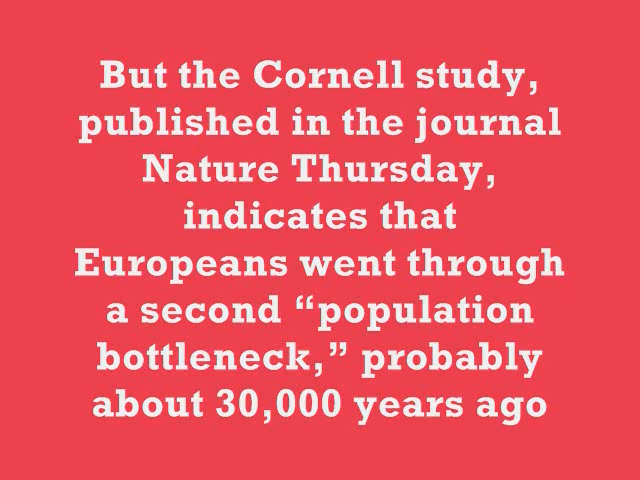 But the Cornell study,
published in the journal
Nature Thursday,
indicates that
Europeans went through
a second “population
bottleneck,” probably
about 30,000 years ago